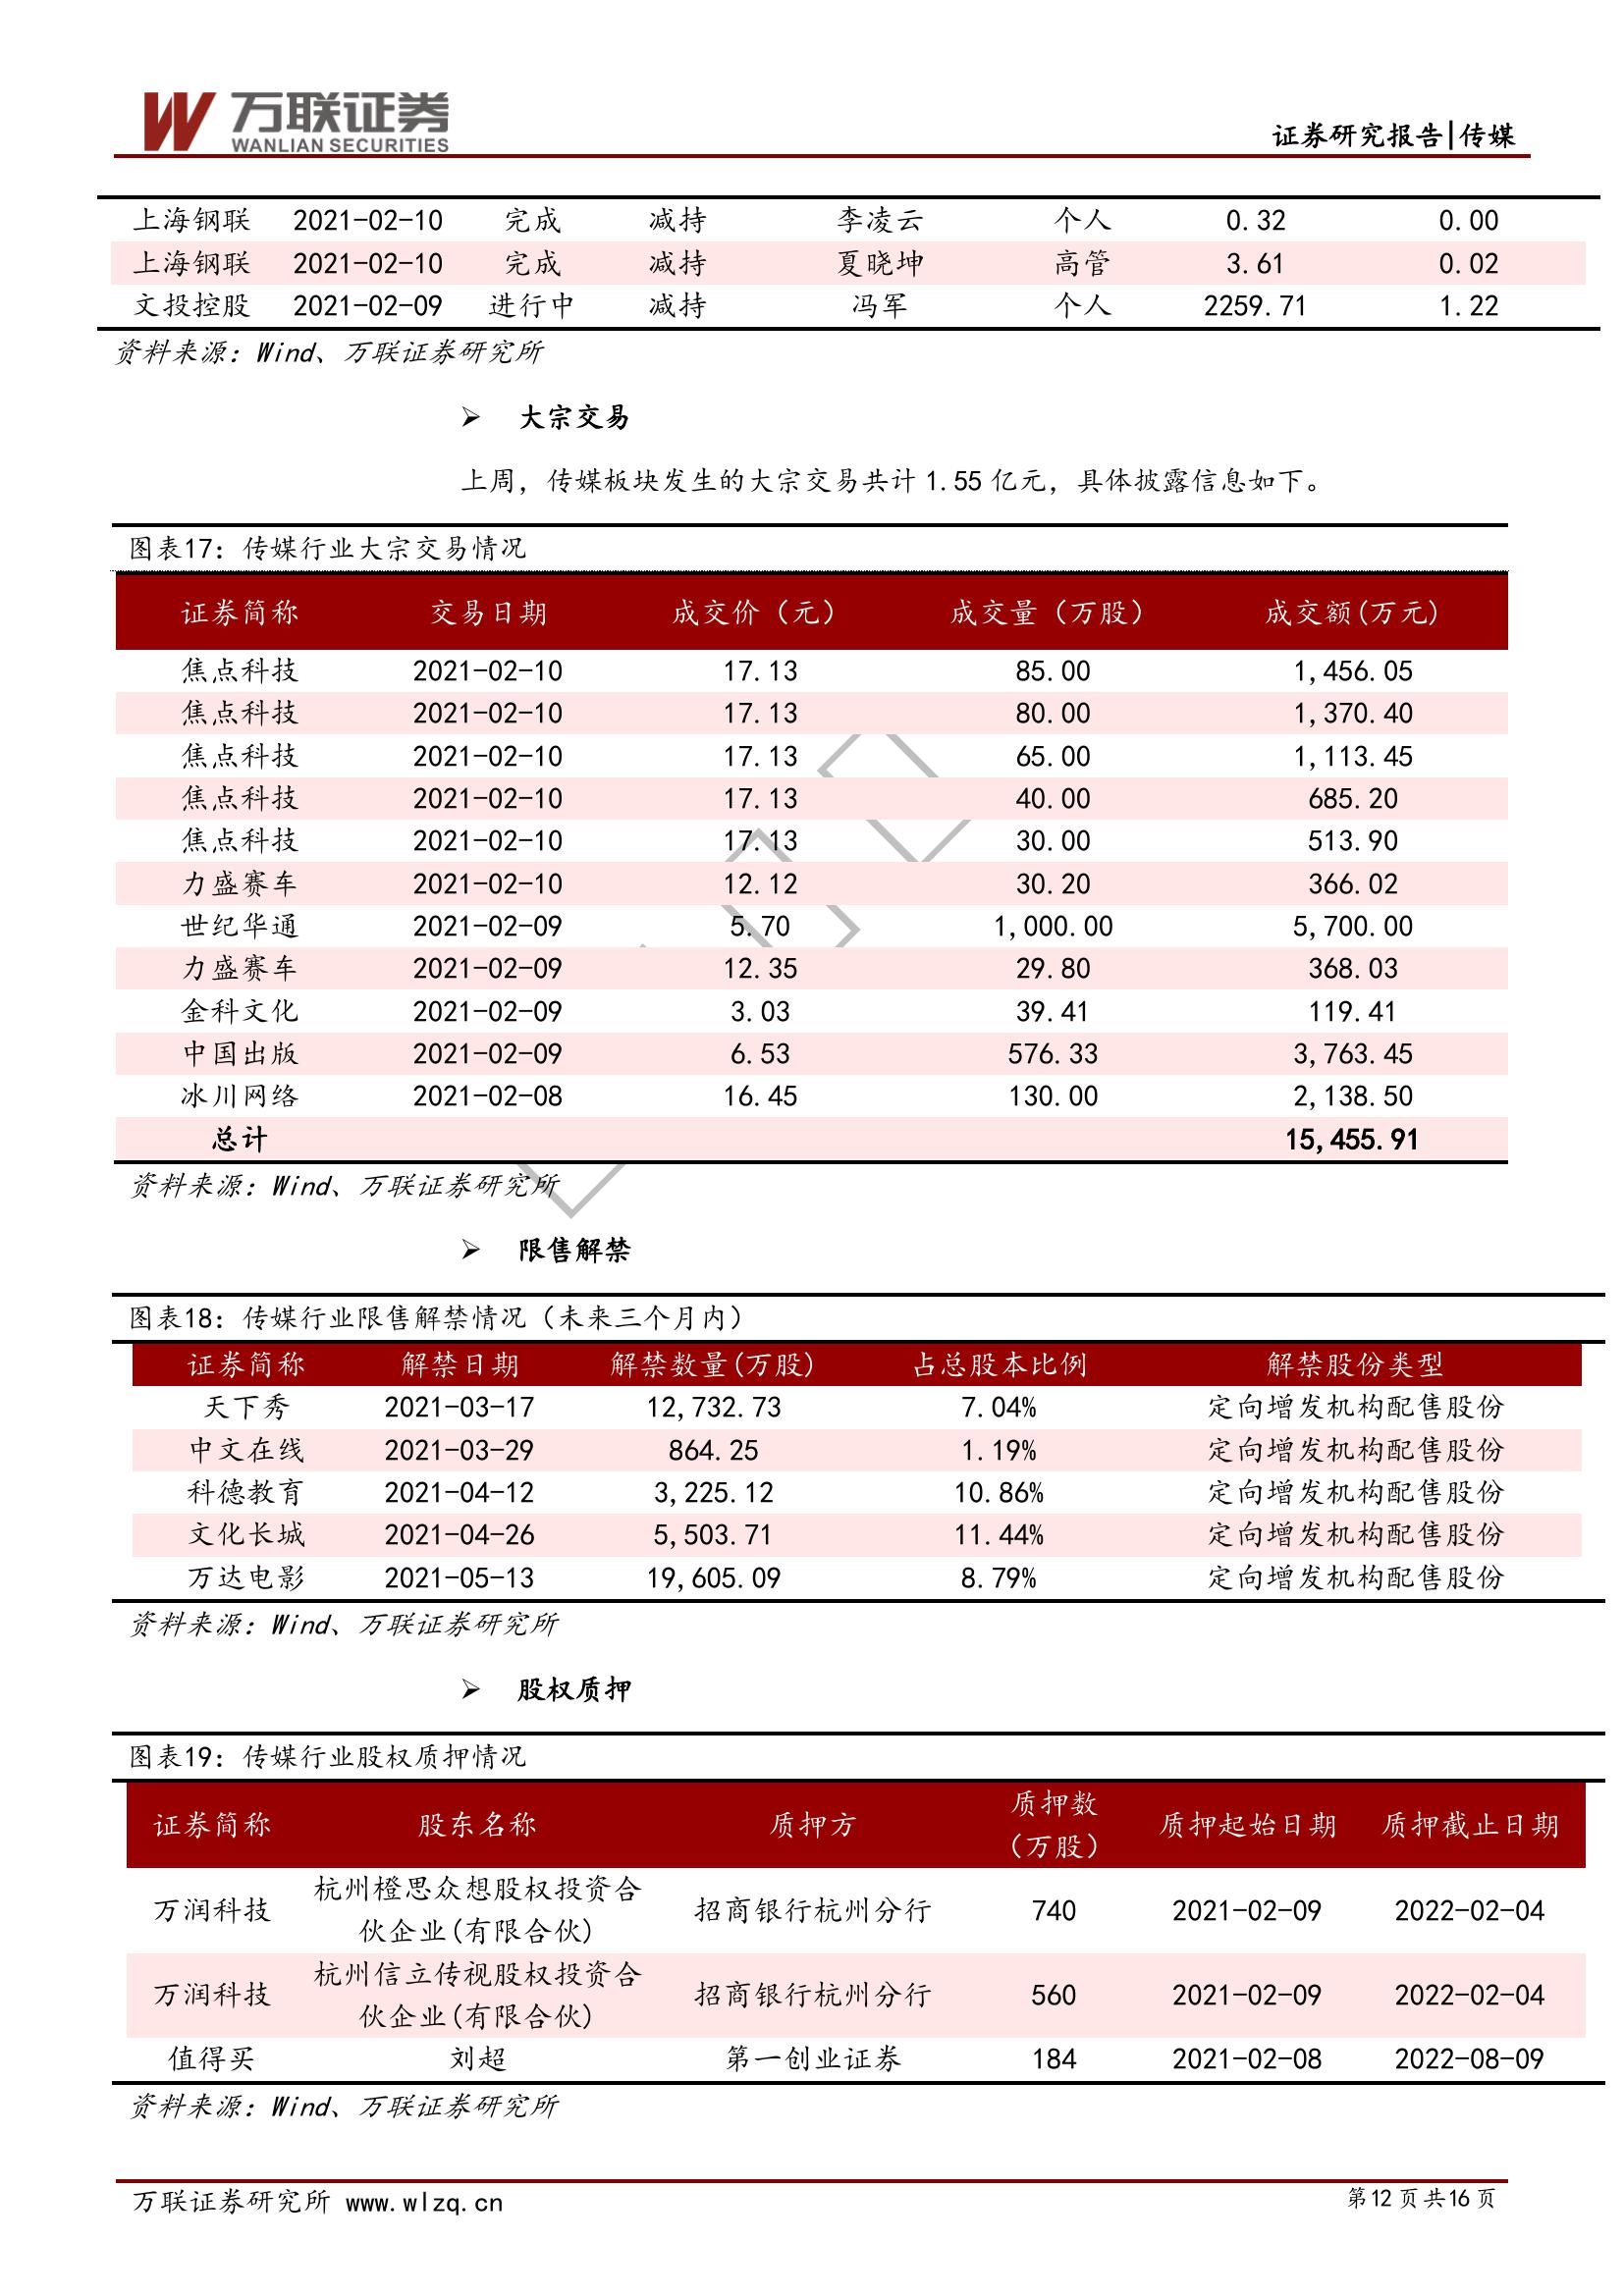 万联证券
WANLIAN SECURITIES
证券研究报告|传媒
上海钢联 2021-02-10 完成 减持 李凌云 个人 0.32 0.00
上海钢联 2021-02-10 完成 减持 夏晓坤 高管 3.61 0.02
文投控股 2021-02-09 进行中 减持 冯军 个人 2259.71 1.22
资料来源：Wind、万联证券研究所
➢ 大宗交易
上周，传媒板块发生的大宗交易共计 1.55 亿元，具体披露信息如下。
图表17：传媒行业大宗交易情况
证券简称 交易日期 成交价（元） 成交量（万股） 成交额(万元)
焦点科技 2021-02-10 17.13 85.00 1,456.05
焦点科技 2021-02-10 17.13 80.00 1,370.40
焦点科技 2021-02-10 17.13 65.00 1,113.45
焦点科技 2021-02-10 17.13 40.00 685.20
焦点科技 2021-02-10 17.13 30.00 513.90
力盛赛车 2021-02-10 12.12 30.20 366.02
世纪华通 2021-02-09 5.70 1,000.00 5,700.00
力盛赛车 2021-02-09 12.35 29.80 368.03
金科文化 2021-02-09 3.03 39.41 119.41
中国出版 2021-02-09 6.53 576.33 3,763.45
冰川网络 2021-02-08 16.45 130.00 2,138.50
总计 15,455.91
资料来源：Wind、万联证券研究所
➢ 限售解禁
图表18：传媒行业限售解禁情况（未来三个月内）
证券简称 解禁日期 解禁数量(万股) 占总股本比例 解禁股份类型
天下秀 2021-03-17 12,732.73 7.04% 定向增发机构配售股份
中文在线 2021-03-29 864.25 1.19% 定向增发机构配售股份
科德教育 2021-04-12 3,225.12 10.86% 定向增发机构配售股份
文化长城 2021-04-26 5,503.71 11.44% 定向增发机构配售股份
万达电影 2021-05-13 19,605.09 8.79% 定向增发机构配售股份
资料来源：Wind、万联证券研究所
➢ 股权质押
图表19：传媒行业股权质押情况
证券简称 股东名称 质押方 质押数 质押起始日期 质押截止日期
（万股）
杭州橙思众想股权投资合
万润科技 招商银行杭州分行 740 2021-02-09 2022-02-04
伙企业(有限合伙)
杭州信立传视股权投资合
万润科技 招商银行杭州分行 560 2021-02-09 2022-02-04
伙企业(有限合伙)
值得买 刘超 第一创业证券 184 2021-02-08 2022-08-09
资料来源：Wind、万联证券研究所
万联证券研究所 www.wlzq.cn 第12页共16页